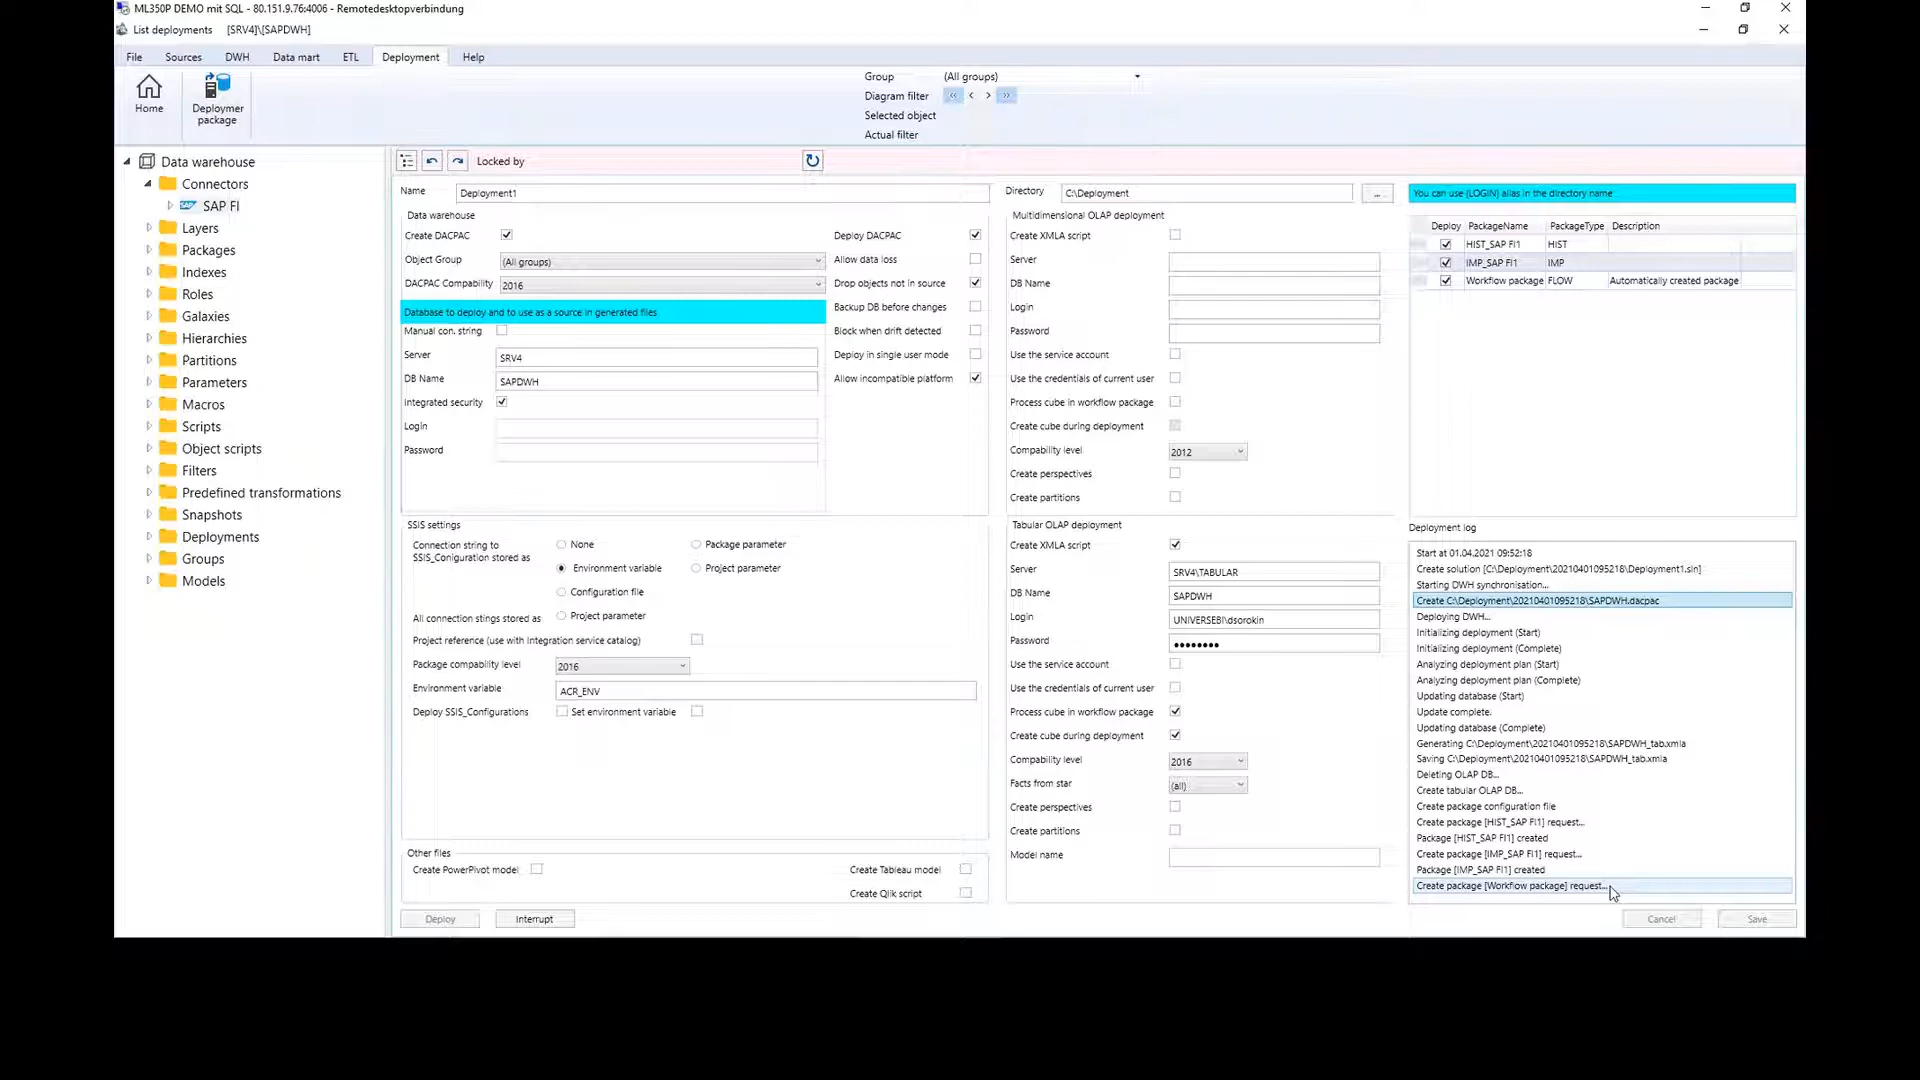 ML350P DEMO mit SQL - 80.151.9.76:4006 - Remotedesktopverbindung
List deployments [SRV4]\[SAPDWH]
File Sources DWH Data mart ETL Deployment Help
Home
Deploymer package
Group (All groups)
Diagram filter << < > >>
Selected object
Actual filter
Data warehouse
Connectors
SAP SAP FI
Layers
Packages
Indexes
Roles
Galaxies
Hierarchies
Partitions
Parameters
Macros
Scripts
Object scripts
Filters
Predefined transformations
Snapshots
Deployments
Groups
Models
Locked by
Name Deployment1
Data warehouse
Create DACPAC
Object Group (All groups)
DACPAC Compability 2016
Database to deploy and to use as a source in generated files
Manual con. string
Server SRV4
DB Name SAPDWH
Integrated security
Login
Password
Deploy DACPAC
Allow data loss
Drop objects not in source
Backup DB before changes
Block when drift detected
Deploy in single user mode
Allow incompatible platform
SSIS settings
Connection string to SSIS_Coniguration stored as
None
Package parameter
Environment variable
Project parameter
Configuration file
All connection stings stored as Project parameter
Project reference (use with Integration service catalog)
Package compability level 2016
Environment variable ACR_ENV
Deploy SSIS_Configurations Set environment variable
Other files
Create PowerPivot model
Create Tableau model
Create Qlik script
Deploy Interrupt
Directory C:\Deployment ...
Multidimensional OLAP deployment
Create XMLA script
Server
DB Name
Login
Password
Use the service account
Use the credentials of current user
Process cube in workflow package
Create cube during deployment
Compability level 2012
Create perspectives
Create partitions
Tabular OLAP deployment
Create XMLA script
Server SRV4\TABULAR
DB Name SAPDWH
Login UNIVERSEBI\dsorokin
Password ●●●●●●●●
Use the service account
Use the credentials of current user
Process cube in workflow package
Create cube during deployment
Compability level 2016
Facts from star (all)
Create perspectives
Create partitions
Model name
You can use {LOGIN} alias in the directory name
Deploy PackageName PackageType Description
HIST_SAP FI1 HIST
IMP_SAP FI1 IMP
Workflow package FLOW Automatically created package
Deployment log
Start at 01.04.2021 09:52:18
Create solution [C:\Deployment\20210401095218\Deployment1.sln]
Starting DWH synchronisation...
Create C:\Deployment\20210401095218\SAPDWH.dacpac
Deploying DWH...
Initializing deployment (Start)
Initializing deployment (Complete)
Analyzing deployment plan (Start)
Analyzing deployment plan (Complete)
Updating database (Start)
Update complete.
Updating database (Complete)
Generating C:\Deployment\20210401095218\SAPDWH_tab.xmla
Saving C:\Deployment\20210401095218\SAPDWH_tab.xmla
Deleting OLAP DB...
Create tabular OLAP DB...
Create package configuration file
Create package [HIST_SAP FI1] request...
Package [HIST_SAP FI1] created
Create package [IMP_SAP FI1] request...
Package [IMP_SAP FI1] created
Create package [Workflow package] request...
Cancel Save